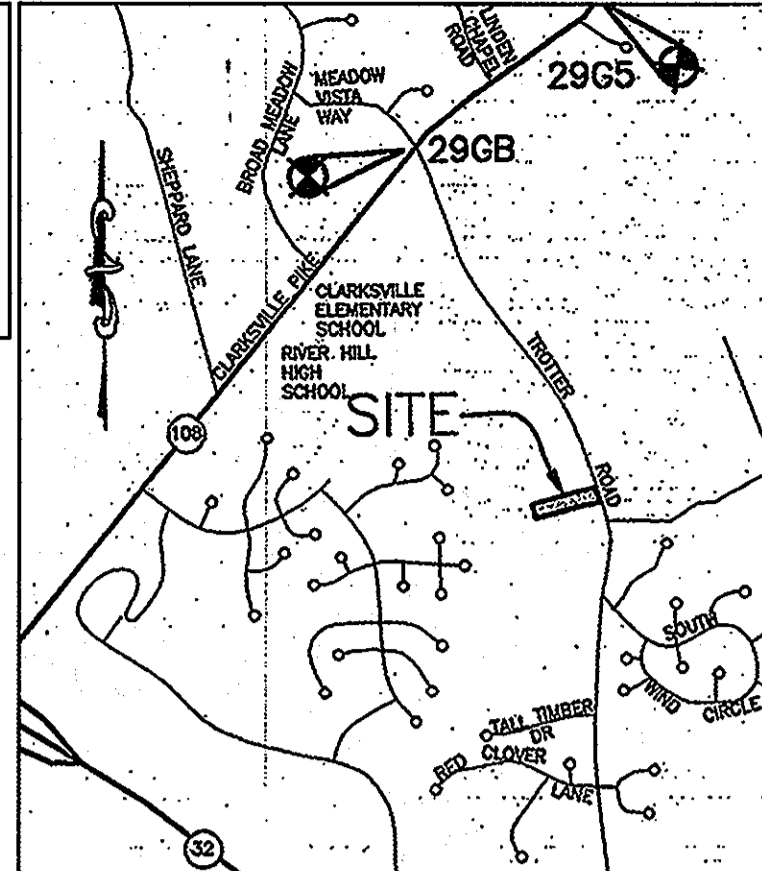 LINDEN
CHAPEL
ROAD
29G5
MEADOW
VISTA
WAY
BROAD MEADOW
LANE
29GB
SHEPPARD LANE
CLARKSVILLE PIKE
CLARKSVILLE
ELEMENTARY
SCHOOL
RIVER HILL
HIGH
SCHOOL
TROTTER
ROAD
SITE
108
SOUTH
WIND
CIRCLE
TALL TIMBER
DR
RED
CLOVER
LANE
32